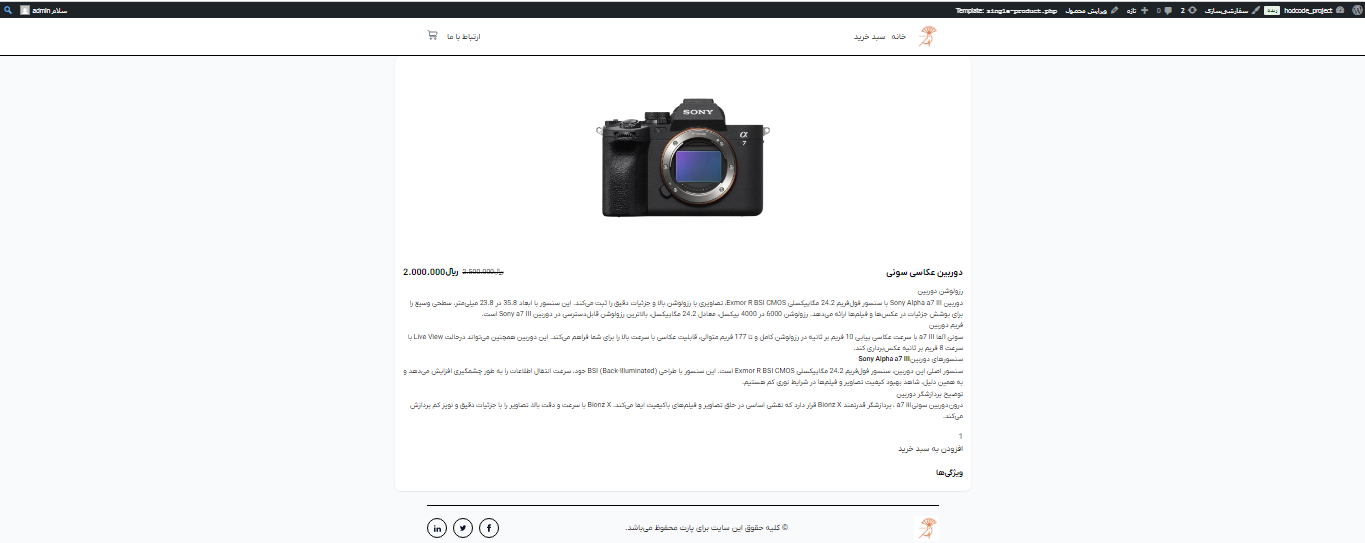 hodcode_project زنده سفارشی‌سازی 2 0 تازه ویرایش محصول Template: single-product.php سلام admin
خانه سبد خرید ارتباط با ما
SONY
α
7
دوربین عکاسی سونی
﷼2.500.000 ﷼2.000.000
رزولوشن دوربین
دوربین Sony Alpha a7 III با سنسور فول‌فریم 24.2 مگاپیکسلی Exmor R BSI CMOS، تصاویری با رزولوشن بالا و جزئیات دقیق را ثبت می‌کند. این سنسور با ابعاد 35.8 در 23.8 میلی‌متر، سطحی وسیع را
برای پوشش جزئیات در عکس‌ها و فیلم‌ها ارائه می‌دهد. رزولوشن 6000 در 4000 پیکسل، معادل 24.2 مگاپیکسل، بالاترین رزولوشن قابل‌دسترسی در دوربین Sony a7 III است.
فریم دوربین
سونی آلفا a7 III با سرعت عکاسی پیاپی 10 فریم بر ثانیه در رزولوشن کامل و تا 177 فریم متوالی، قابلیت عکاسی با سرعت بالا را برای شما فراهم می‌کند. این دوربین همچنین می‌تواند درحالت Live View با
سرعت 8 فریم بر ثانیه عکس‌برداری کند.
سنسورهای دوربین Sony Alpha a7 III
سنسور اصلی این دوربین، سنسور فول‌فریم 24.2 مگاپیکسلی Exmor R BSI CMOS است. این سنسور با طراحی BSI (Back-Illuminated) خود، سرعت انتقال اطلاعات را به طور چشمگیری افزایش می‌دهد و
به همین دلیل، شاهد بهبود کیفیت تصاویر و فیلم‌ها در شرایط نوری کم هستیم.
توضیح پردازشگر دوربین
درون دوربین سونی a7 III ، پردازشگر قدرتمند Bionz X قرار دارد که نقشی اساسی در خلق تصاویر و فیلم‌های باکیفیت ایفا می‌کند. Bionz X با سرعت و دقت بالا، تصاویر را با جزئیات دقیق و نویز کم پردازش
می‌کند.
1
افزودن به سبد خرید
ویژگی‌ها
© کلیه حقوق این سایت برای پارت محفوظ می‌باشد.